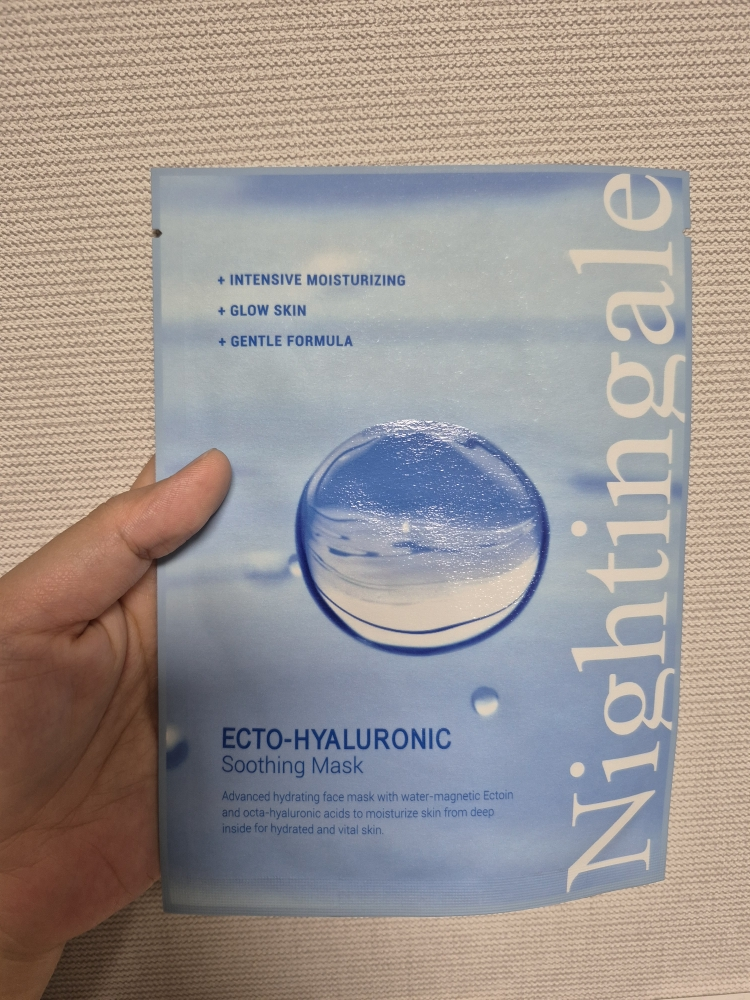 + INTENSIVE MOISTURIZING
+ GLOW SKIN
+ GENTLE FORMULA
Nightingale
ECTO-HYALURONIC
Soothing Mask
Advanced hydrating face mask with water-magnetic Ectoin
and octa-hyaluronic acids to moisturize skin from deep
inside for hydrated and vital skin.